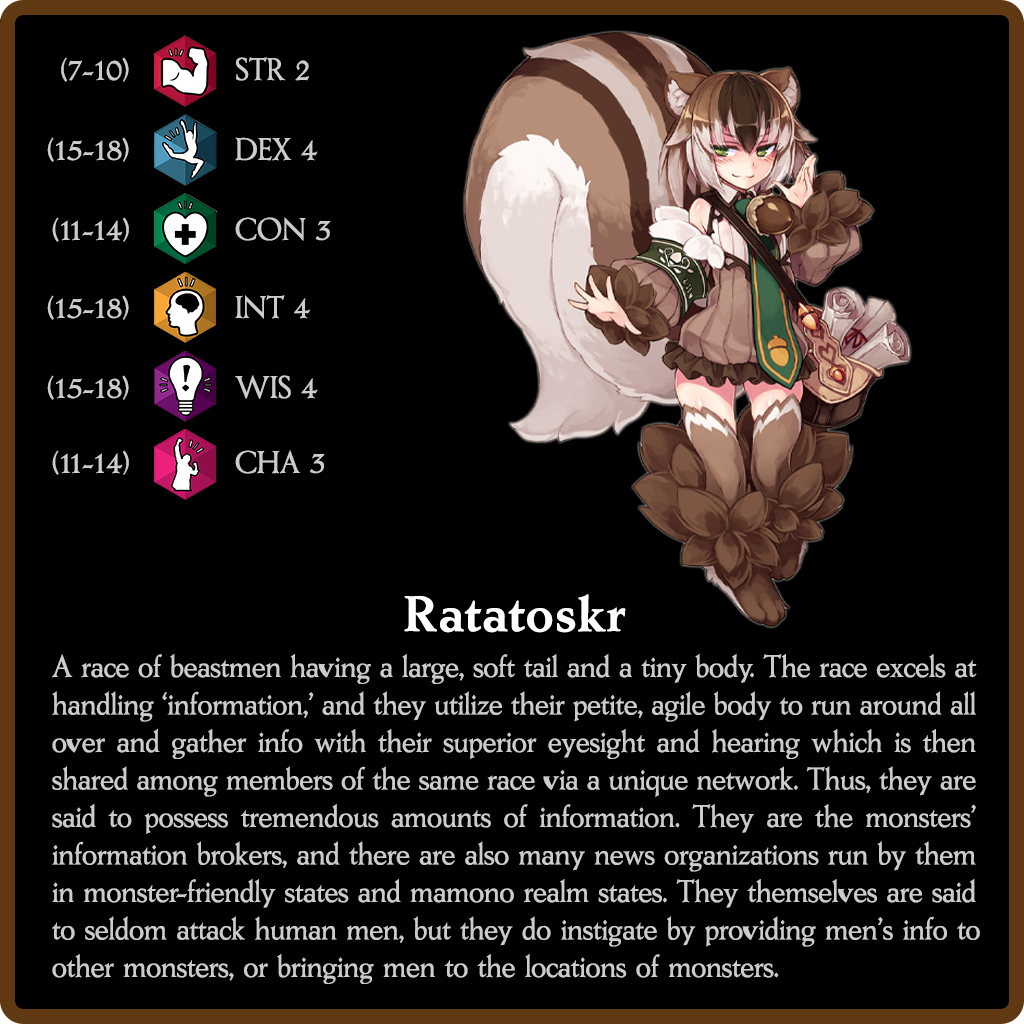 (7-10) STR 2
(15-18) DEX 4
(11-14) CON 3
(15-18) INT 4
(15-18) WIS 4
(11-14) CHA 3
Ratatoskr
A race of beastmen having a large, soft tail and a tiny body. The race excels at
handling ‘information,’ and they utilize their petite, agile body to run around all
over and gather info with their superior eyesight and hearing which is then
shared among members of the same race via a unique network. Thus, they are
said to possess tremendous amounts of information. They are the monsters’
information brokers, and there are also many news organizations run by them
in monster-friendly states and mamono realm states. They themselves are said
to seldom attack human men, but they do instigate by providing men’s info to
other monsters, or bringing men to the locations of monsters.